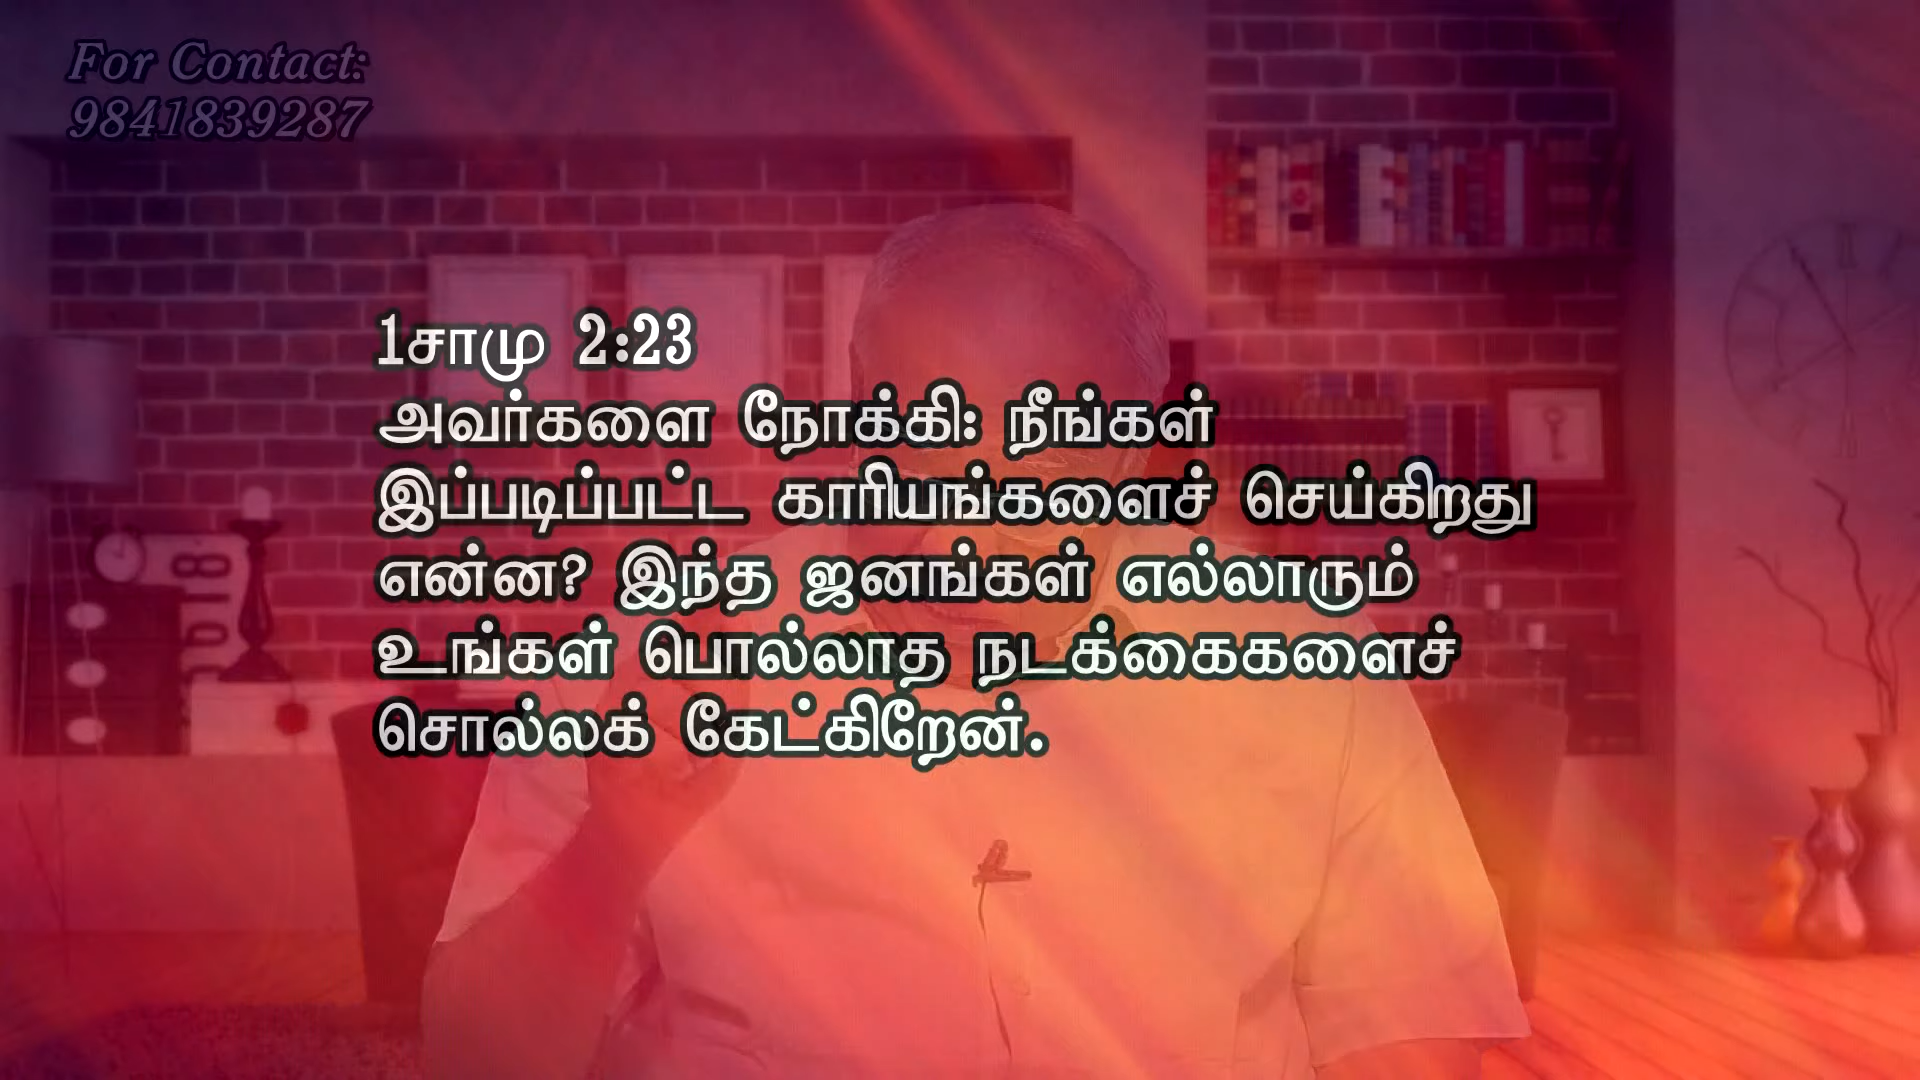 For Contact:
9841839287
1சாமு 2:23
அவர்களை நோக்கி: நீங்கள்
இப்படிப்பட்ட காரியங்களைச் செய்கிறது
என்ன? இந்த ஜனங்கள் எல்லாரும்
உங்கள் பொல்லாத நடக்கைகளைச்
சொல்லக் கேட்கிறேன்.